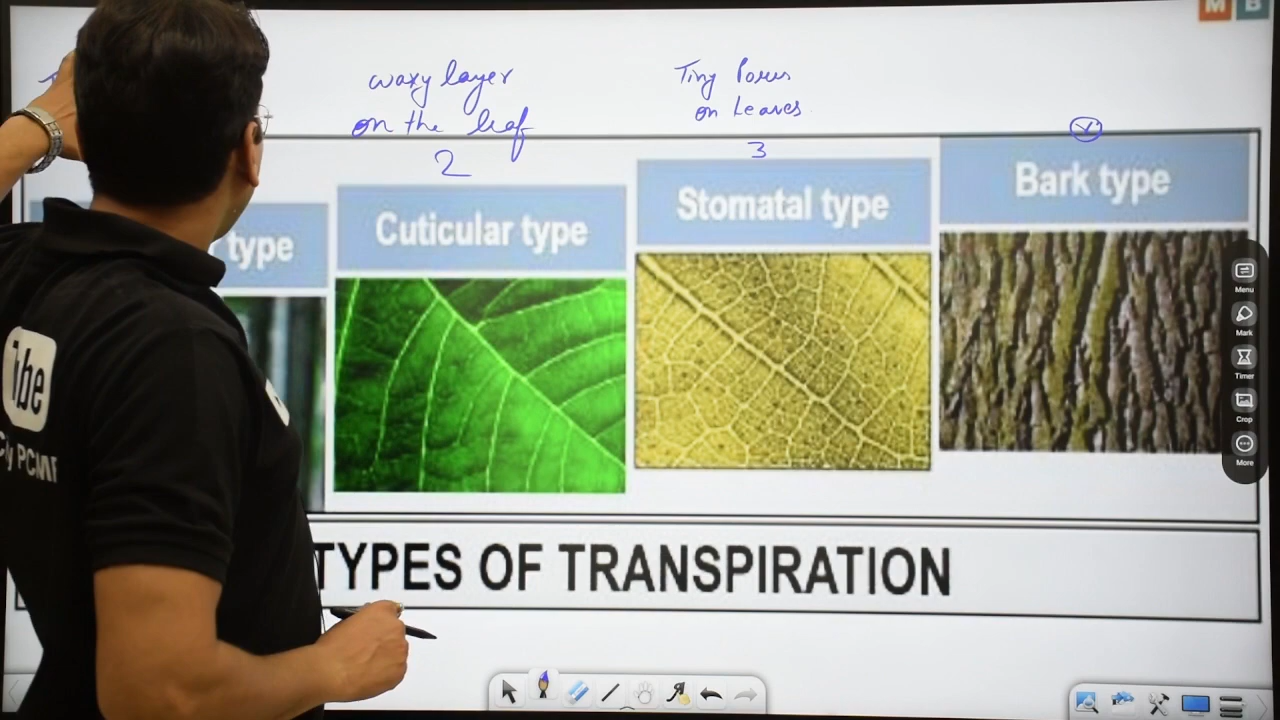 M B
waxy layer
on the leaf
2
Tiny Pores
on Leaves.
3
type
Cuticular type
Stomatal type
Bark type
Menu
Mark
Timer
Crop
More
TYPES OF TRANSPIRATION